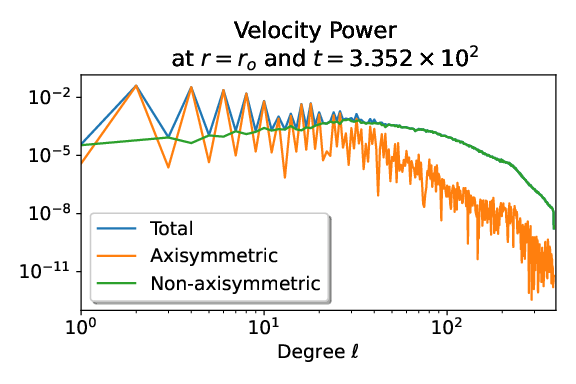 Velocity Power
at r = r_o and t = 3.352 × 10^2
10^{-2}
10^{-5}
10^{-8}
10^{-11}
Total
Axisymmetric
Non-axisymmetric
10^0 10^1 10^2
Degree ℓ